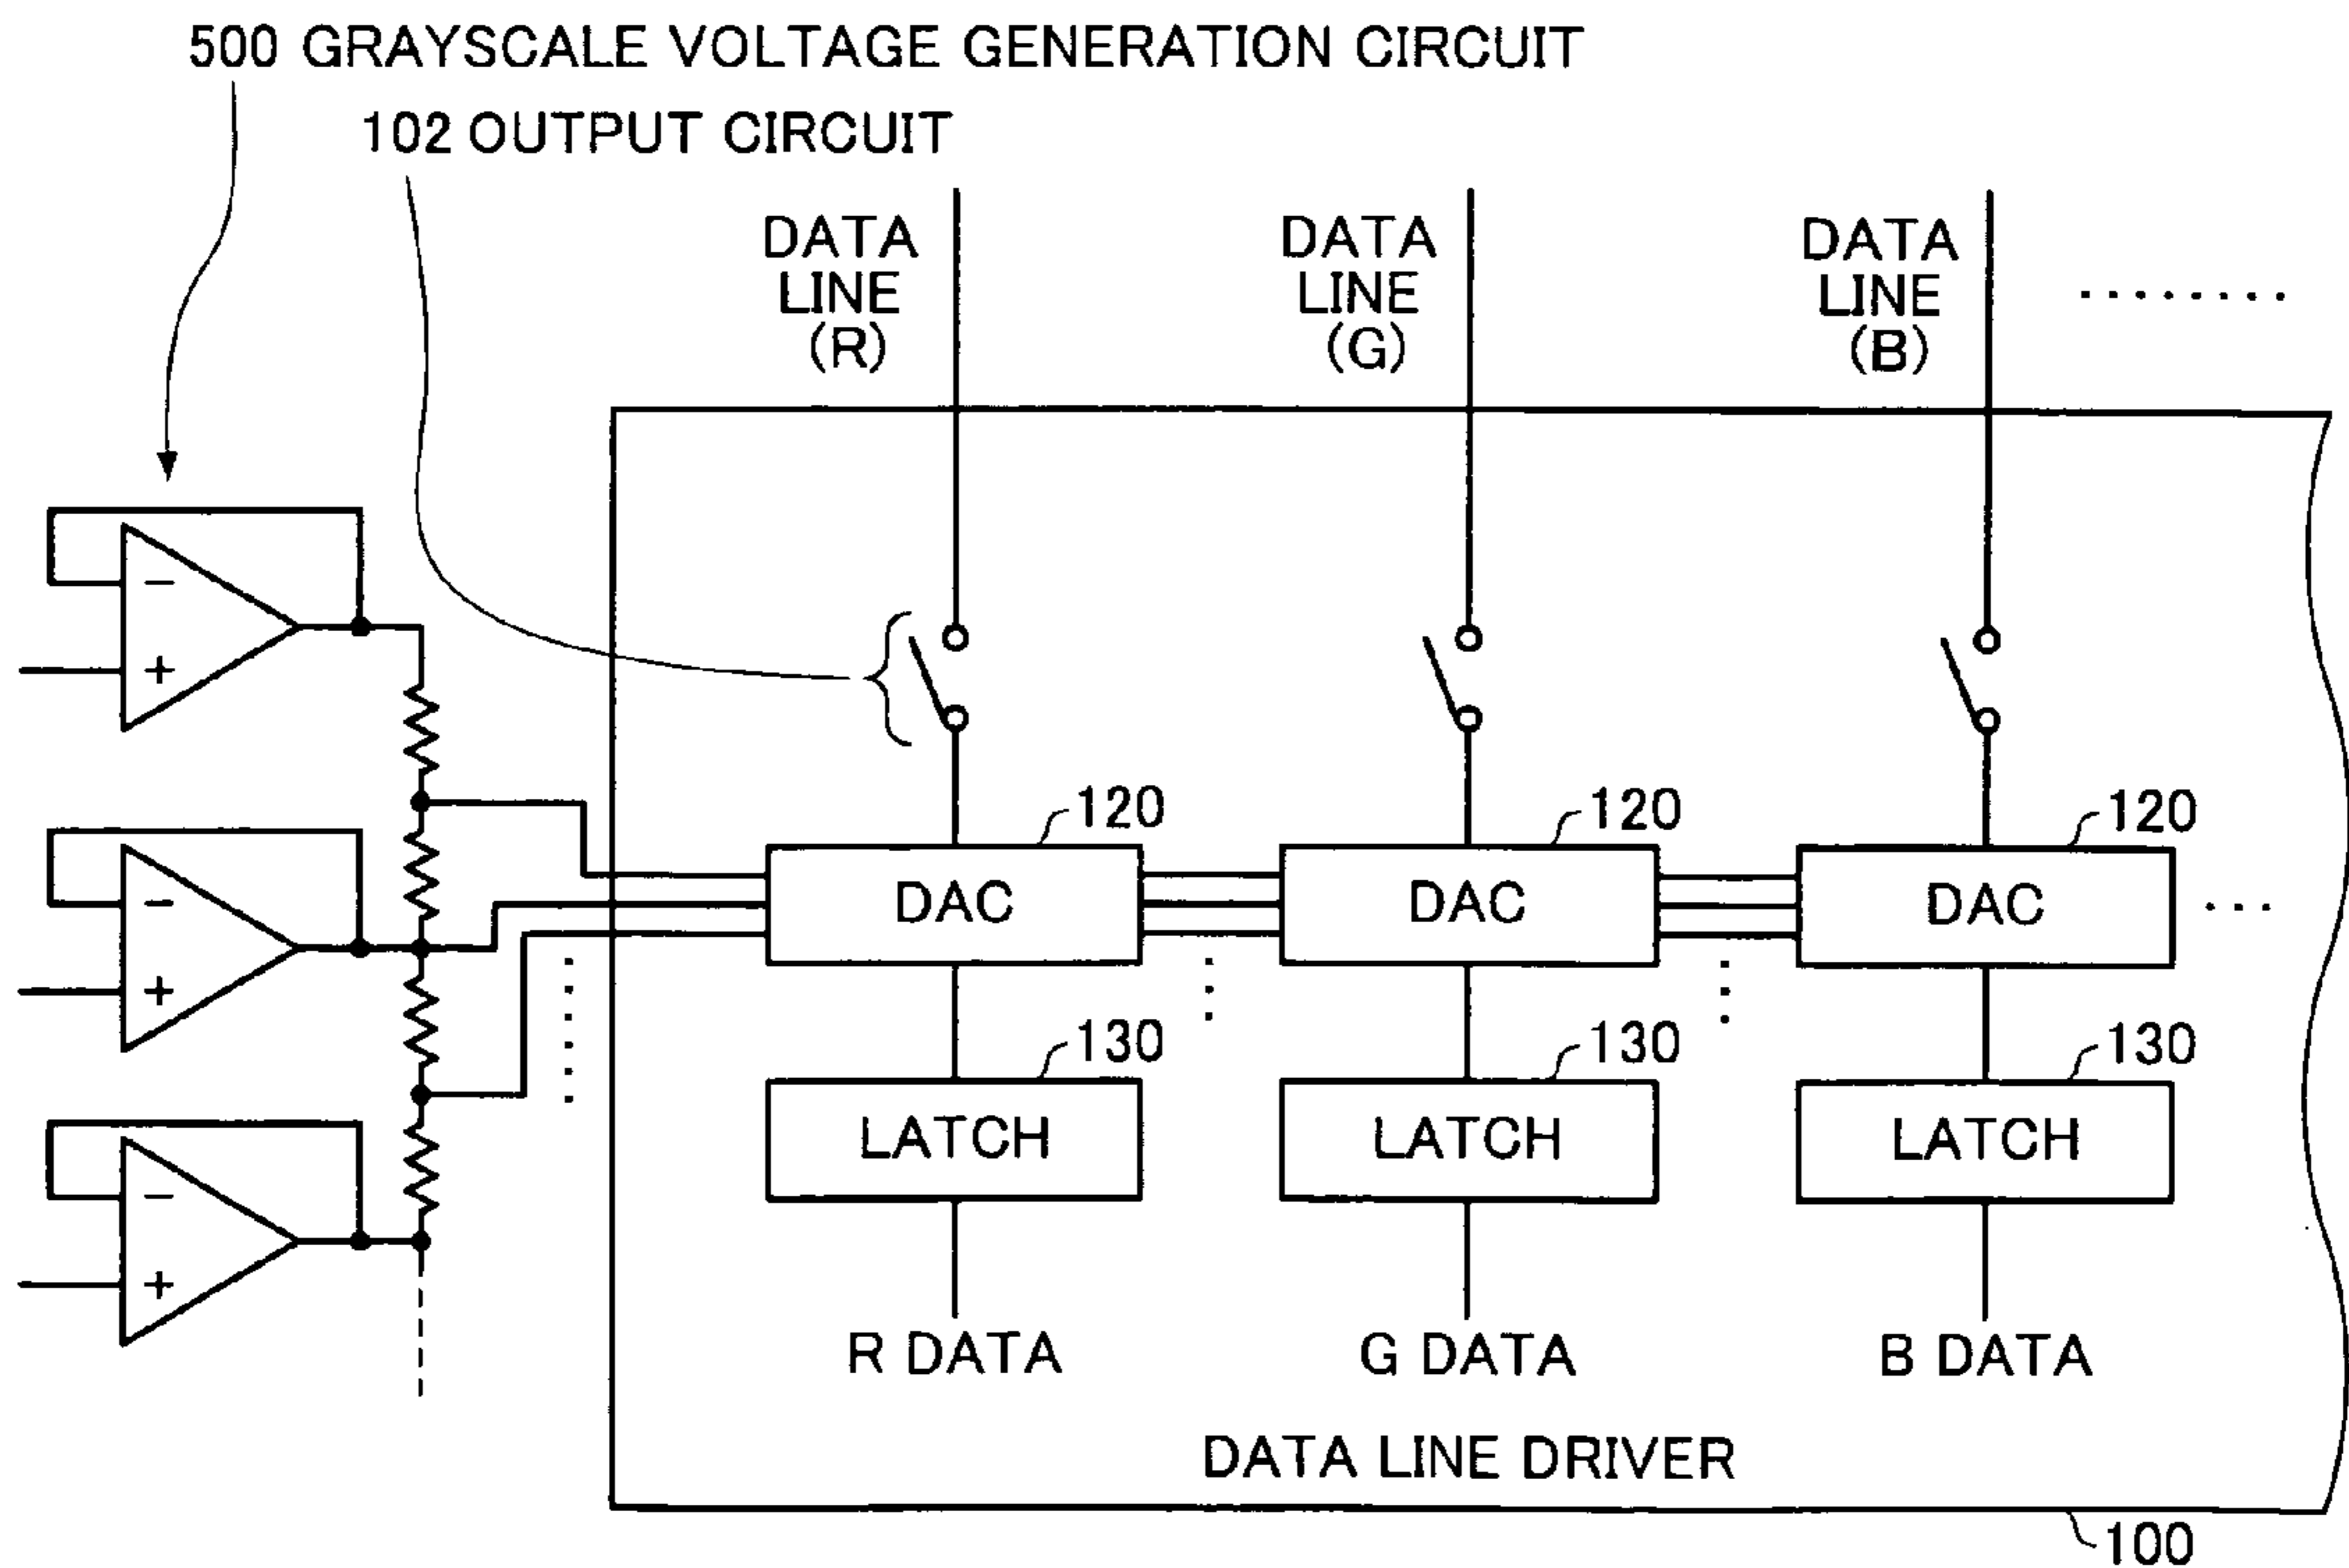 500 GRAYSCALE VOLTAGE GENERATION CIRCUIT
102 OUTPUT CIRCUIT
DATA
LINE
(R)
DATA
LINE
(G)
DATA
LINE
(B)
........
−
+
−
+
−
+
120
120
120
DAC
DAC
DAC
...
130
130
130
LATCH
LATCH
LATCH
R DATA
G DATA
B DATA
DATA LINE DRIVER
100